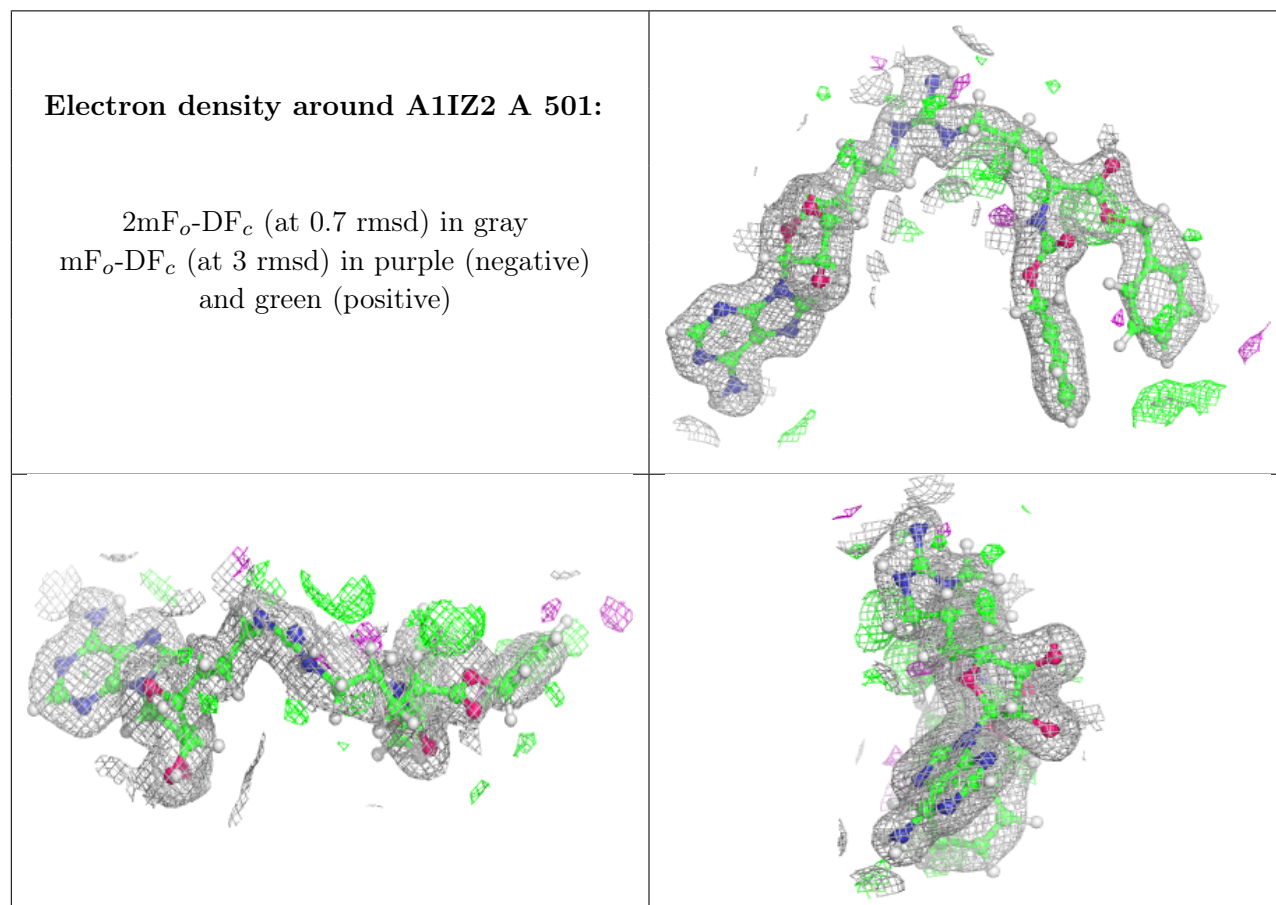 Electron density around A1IZ2 A 501:
2mFo-DFc (at 0.7 rmsd) in gray
mFo-DFc (at 3 rmsd) in purple (negative)
and green (positive)